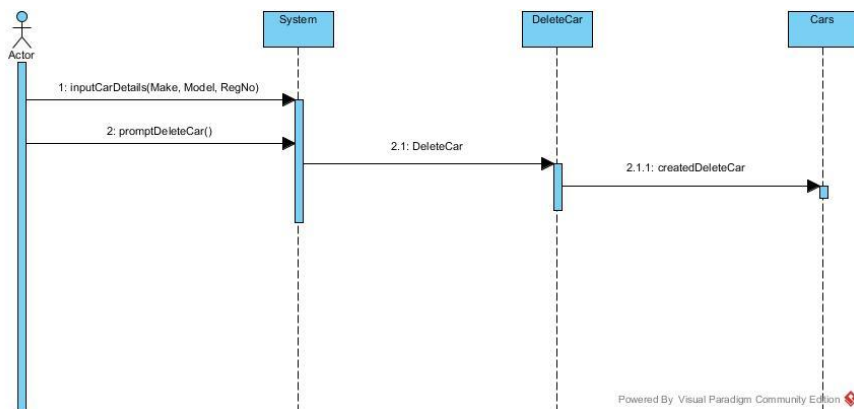 System
DeleteCar
Cars
Actor
1: inputCarDetails(Make, Model, RegNo)
2: promptDeleteCar()
2.1: DeleteCar
2.1.1: createdDeleteCar
Powered By Visual Paradigm Community Edition